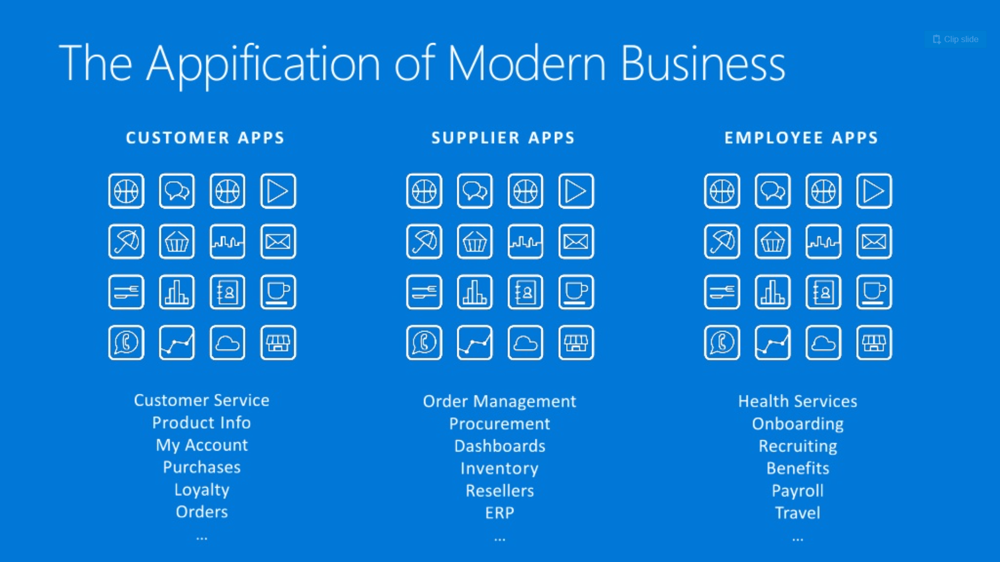 Clip slide
The Appification of Modern Business
CUSTOMER APPS
Customer Service
Product Info
My Account
Purchases
Loyalty
Orders
...
SUPPLIER APPS
Order Management
Procurement
Dashboards
Inventory
Resellers
ERP
...
EMPLOYEE APPS
Health Services
Onboarding
Recruiting
Benefits
Payroll
Travel
...